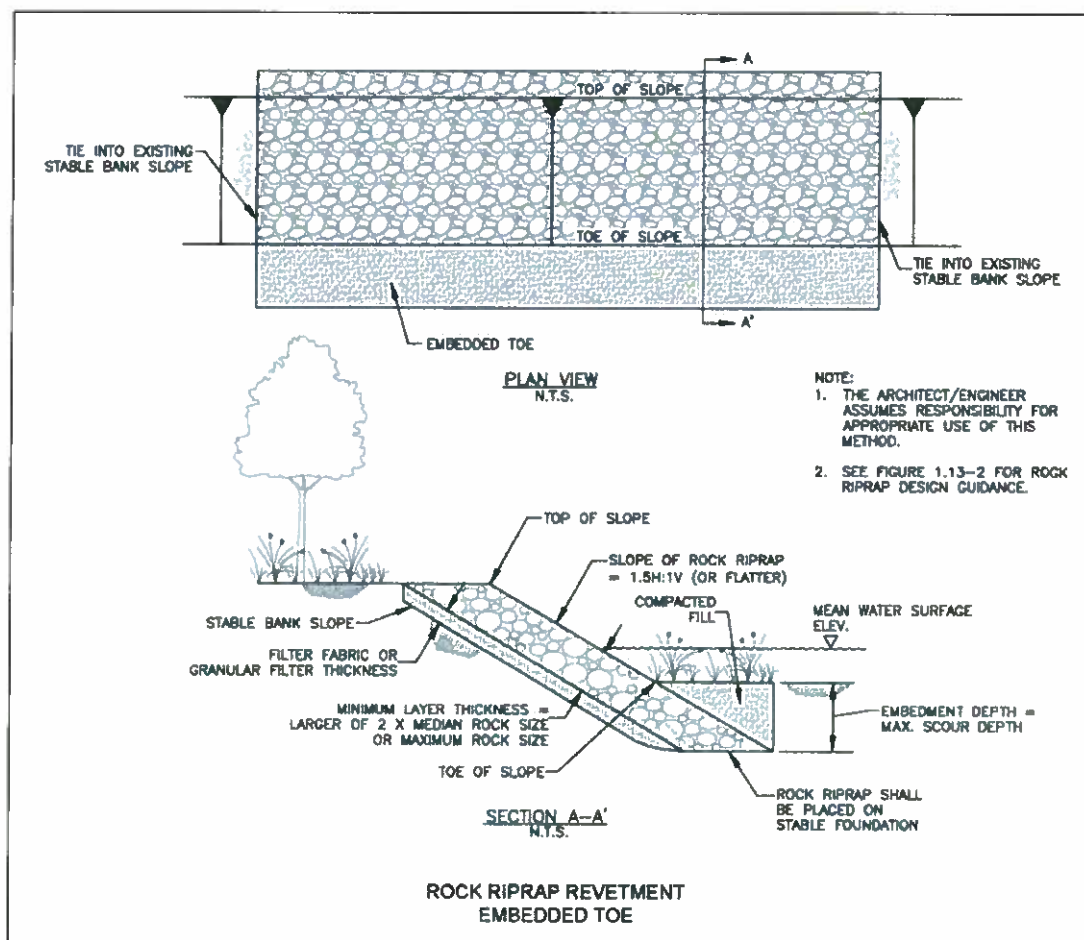 A
TOP OF SLOPE
TIE INTO EXISTING
STABLE BANK SLOPE
TOE OF SLOPE
TIE INTO EXISTING
STABLE BANK SLOPE
A'
EMBEDDED TOE
PLAN VIEW
N.T.S.
NOTE:
1. THE ARCHITECT/ENGINEER
ASSUMES RESPONSIBILITY FOR
APPROPRIATE USE OF THIS
METHOD.
2. SEE FIGURE 1.13-2 FOR ROCK
RIPRAP DESIGN GUIDANCE.
TOP OF SLOPE
SLOPE OF ROCK RIPRAP
= 1.5H:1V (OR FLATTER)
COMPACTED
FILL
MEAN WATER SURFACE
ELEV.
STABLE BANK SLOPE
FILTER FABRIC OR
GRANULAR FILTER THICKNESS
MINIMUM LAYER THICKNESS =
LARGER OF 2 X MEDIAN ROCK SIZE
OR MAXIMUM ROCK SIZE
EMBEDMENT DEPTH =
MAX. SCOUR DEPTH
TOE OF SLOPE
ROCK RIPRAP SHALL
BE PLACED ON
STABLE FOUNDATION
SECTION A-A'
N.T.S.
ROCK RIPRAP REVETMENT
EMBEDDED TOE